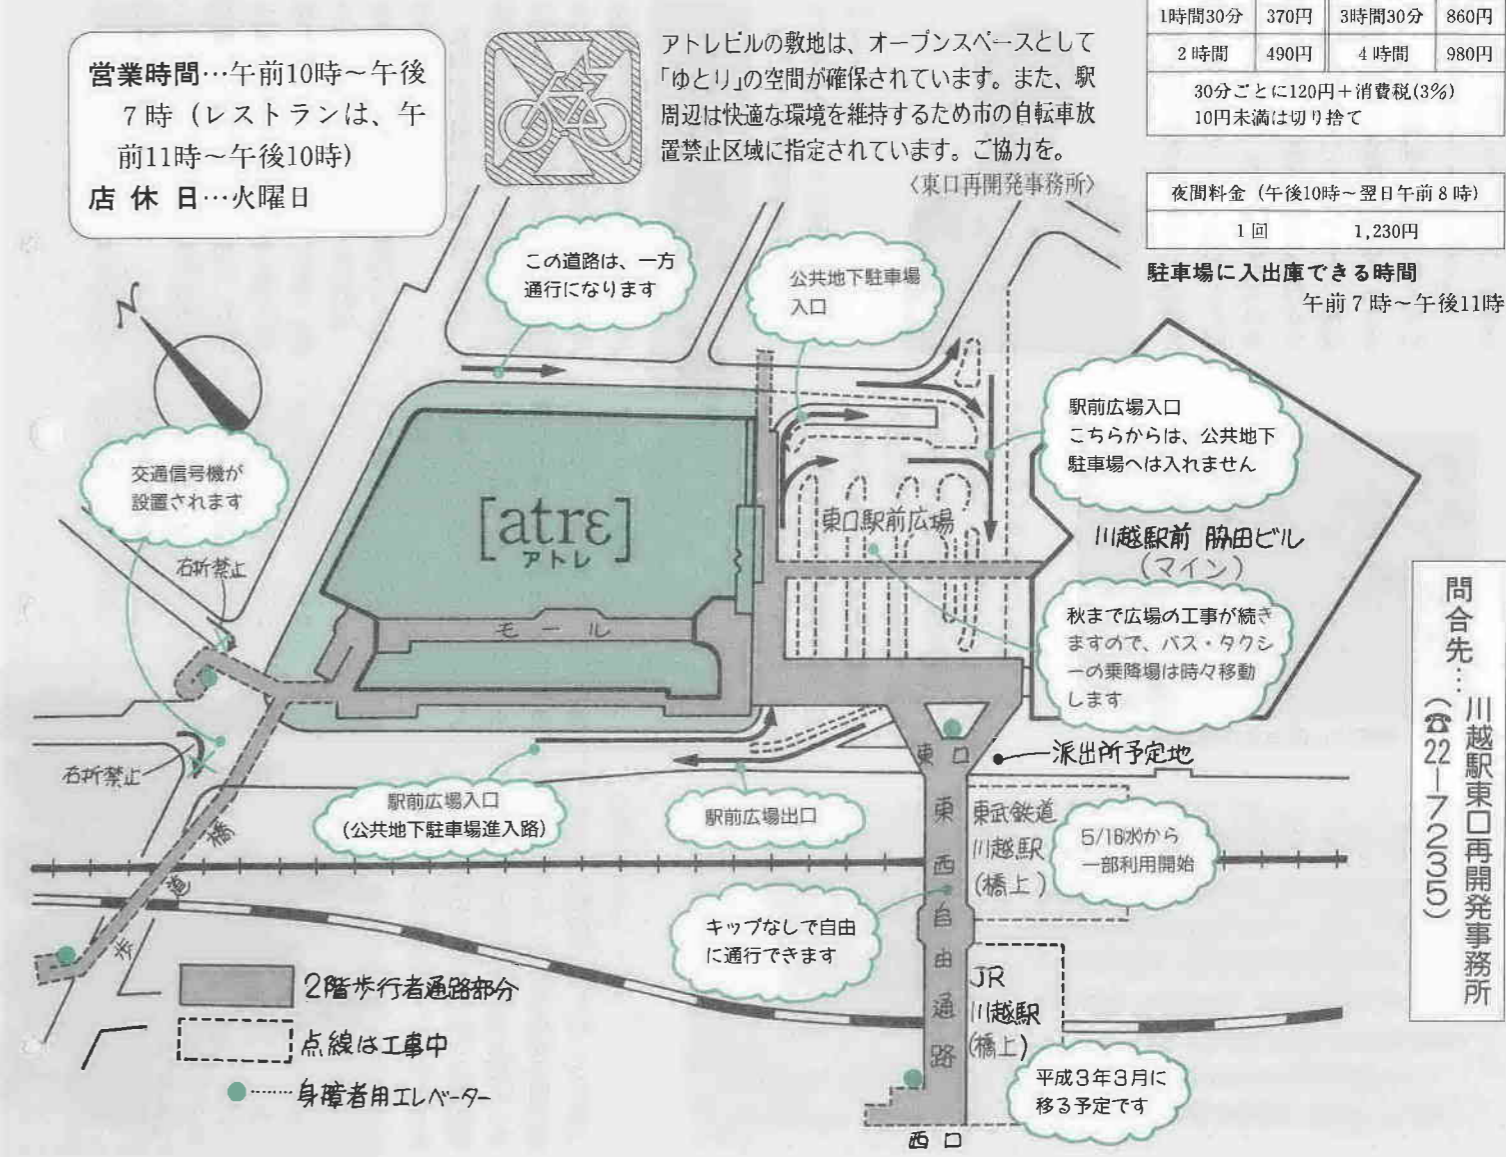 営業時間…午前10時～午後
7時（レストランは、午
前11時～午後10時）
店休日…火曜日
アトレビルの敷地は、オープンスペースとして
「ゆとり」の空間が確保されています。また、駅
周辺は快適な環境を維持するため市の自転車放
置禁止区域に指定されています。ご協力を。
〈東口再開発事務所〉
1時間30分 370円 3時間30分 860円
2時間 490円 4時間 980円
30分ごとに120円＋消費税(3%)
10円未満は切り捨て
夜間料金（午後10時～翌日午前8時）
1回 1,230円
駐車場に入出庫できる時間
午前7時～午後11時
N
この道路は、一方
通行になります
公共地下駐車場
入口
駅前広場入口
こちらからは、公共地下
駐車場へは入れません
交通信号機が
設置されます
右折禁止
[atrε]
アトレ
モール
東口駅前広場
川越駅前 脇田ビル
（マイン）
秋まで広場の工事が続き
ますので、バス・タクシ
ーの乗降場は時々移動
します
右折禁止
駅前広場入口
(公共地下駐車場進入路)
駅前広場出口
東口
派出所予定地
東西自由通路
東武鉄道
川越駅
(橋上)
5/16㈬から
一部利用開始
キップなしで自由
に通行できます
歩道橋
JR
川越駅
(橋上)
平成3年3月に
移る予定です
西口
2階歩行者通路部分
点線は工事中
……身障者用エレベーター
問合先…川越駅東口再開発事務所
（☎22―7235）